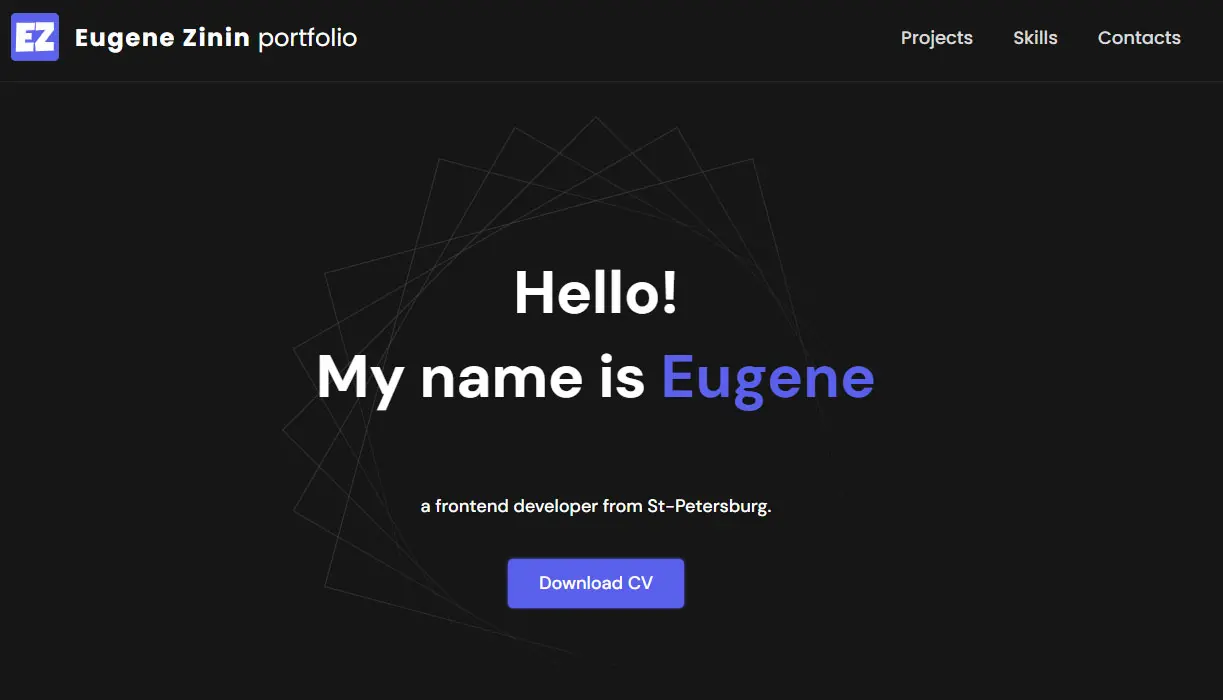 EZ
Eugene Zinin portfolio
Projects
Skills
Contacts
Hello!
My name is Eugene
a frontend developer from St-Petersburg.
Download CV